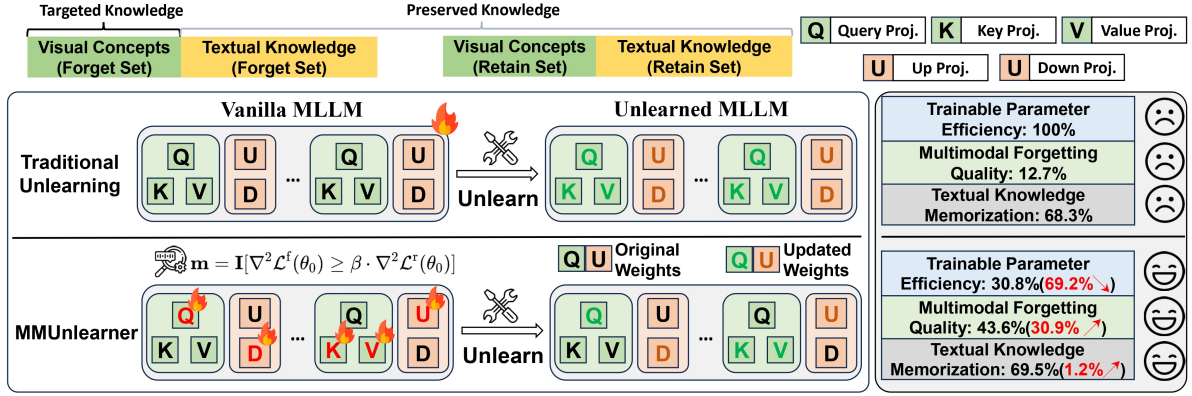 Targeted Knowledge
Preserved Knowledge
Visual Concepts
(Forget Set)
Textual Knowledge
(Forget Set)
Visual Concepts
(Retain Set)
Textual Knowledge
(Retain Set)
Q Query Proj.
K Key Proj.
V Value Proj.
U Up Proj.
U Down Proj.
Vanilla MLLM
Unlearned MLLM
Traditional
Unlearning
Q
K V
U
D
...
Q
K V
U
D
Unlearn
Q
K V
U
D
...
Q
K V
U
D
Trainable Parameter
Efficiency: 100%
Multimodal Forgetting
Quality: 12.7%
Textual Knowledge
Memorization: 68.3%
m = I[∇²ℒᶠ(θ₀) ≥ β · ∇²ℒʳ(θ₀)]
Q U Original
Weights
Q U Updated
Weights
MMUnlearner
Q
K V
U
D
...
Q
K V
U
D
Unlearn
Q
K V
U
D
...
Q
K V
U
D
Trainable Parameter
Efficiency: 30.8%(69.2%↘)
Multimodal Forgetting
Quality: 43.6%(30.9%↗)
Textual Knowledge
Memorization: 69.5%(1.2%↗)